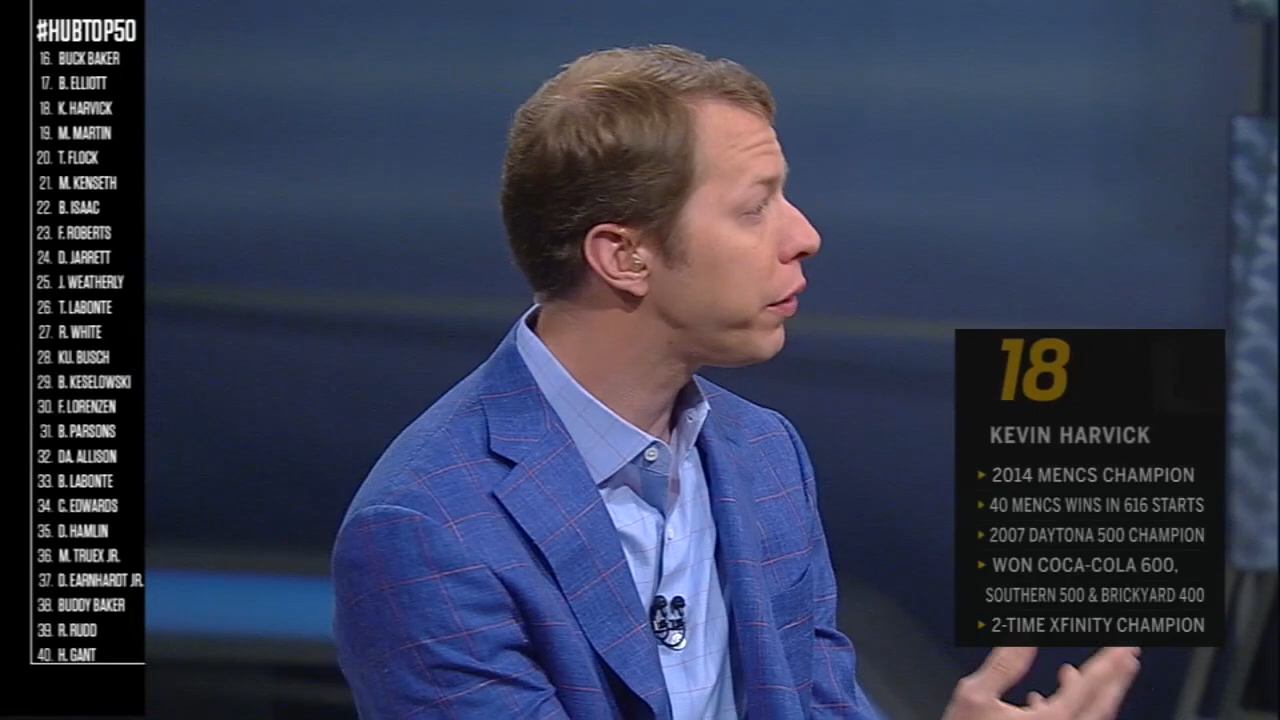 #HUBTOP50
16. BUCK BAKER
17. B. ELLIOTT
18. K. HARVICK
19. M. MARTIN
20. T. FLOCK
21. M. KENSETH
22. B. ISAAC
23. F. ROBERTS
24. D. JARRETT
25. J. WEATHERLY
26. T. LABONTE
27. R. WHITE
28. KU. BUSCH
29. B. KESELOWSKI
30. F. LORENZEN
31. B. PARSONS
32. DA. ALLISON
33. B. LABONTE
34. C. EDWARDS
35. D. HAMLIN
36. M. TRUEX JR.
37. D. EARNHARDT JR.
38. BUDDY BAKER
39. R. RUDD
40. H. GANT
18
KEVIN HARVICK
2014 MENCS CHAMPION
40 MENCS WINS IN 616 STARTS
2007 DAYTONA 500 CHAMPION
WON COCA-COLA 600,
SOUTHERN 500 & BRICKYARD 400
2-TIME XFINITY CHAMPION